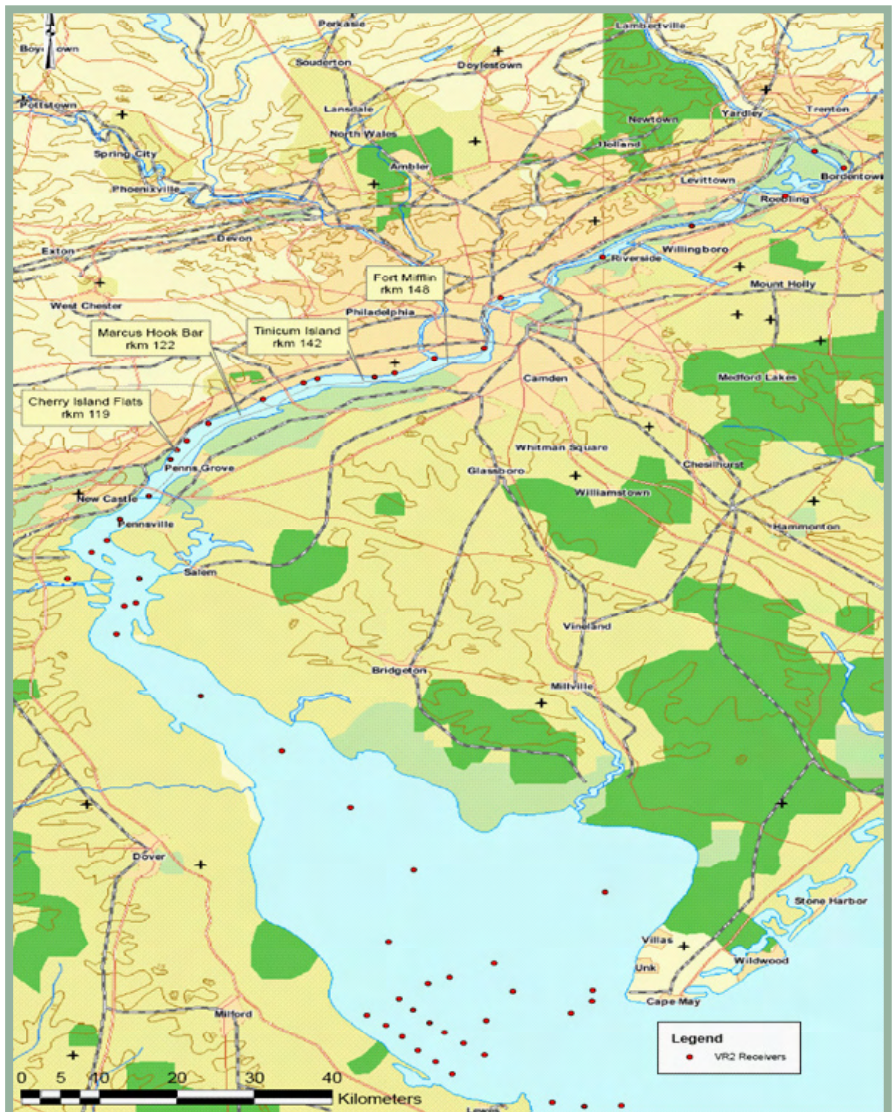 Perkasie
Lambertville
Souderton
Doylestown
Pottstown
Lansdale
Newtown
Yardley
Trenton
North Wales
Holland
Spring City
Ambler
Levittown
Bordentown
Phoenixville
Roebling
Devon
Exton
Willingboro
Riverside
Fort Mifflin
rkm 148
Mount Holly
West Chester
Philadelphia
Marcus Hook Bar
rkm 122
Tinicum Island
rkm 142
Camden
Medford Lakes
Cherry Island Flats
rkm 119
Whitman Square
Chesilhurst
Penns Grove
Glassboro
New Castle
Williamstown
Pennsville
Hammonton
Salem
Vineland
Bridgeton
Millville
Dover
Stone Harbor
Villas
Wildwood
Unk
Cape May
Milford
Legend
VR2 Receivers
0 5 10 20 30 40
Kilometers
Lewes